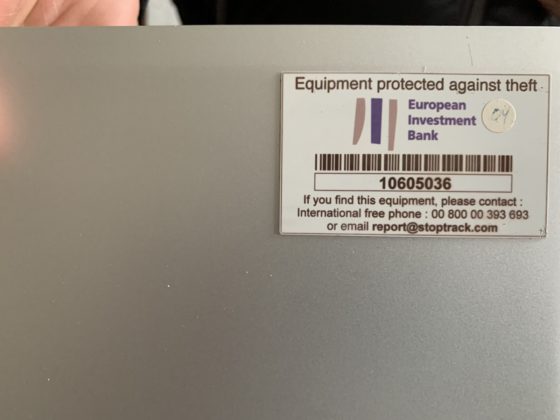 Equipment protected against theft
European
Investment
Bank
10605036
If you find this equipment, please contact :
International free phone : 00 800 00 393 693
or email report@stoptrack.com